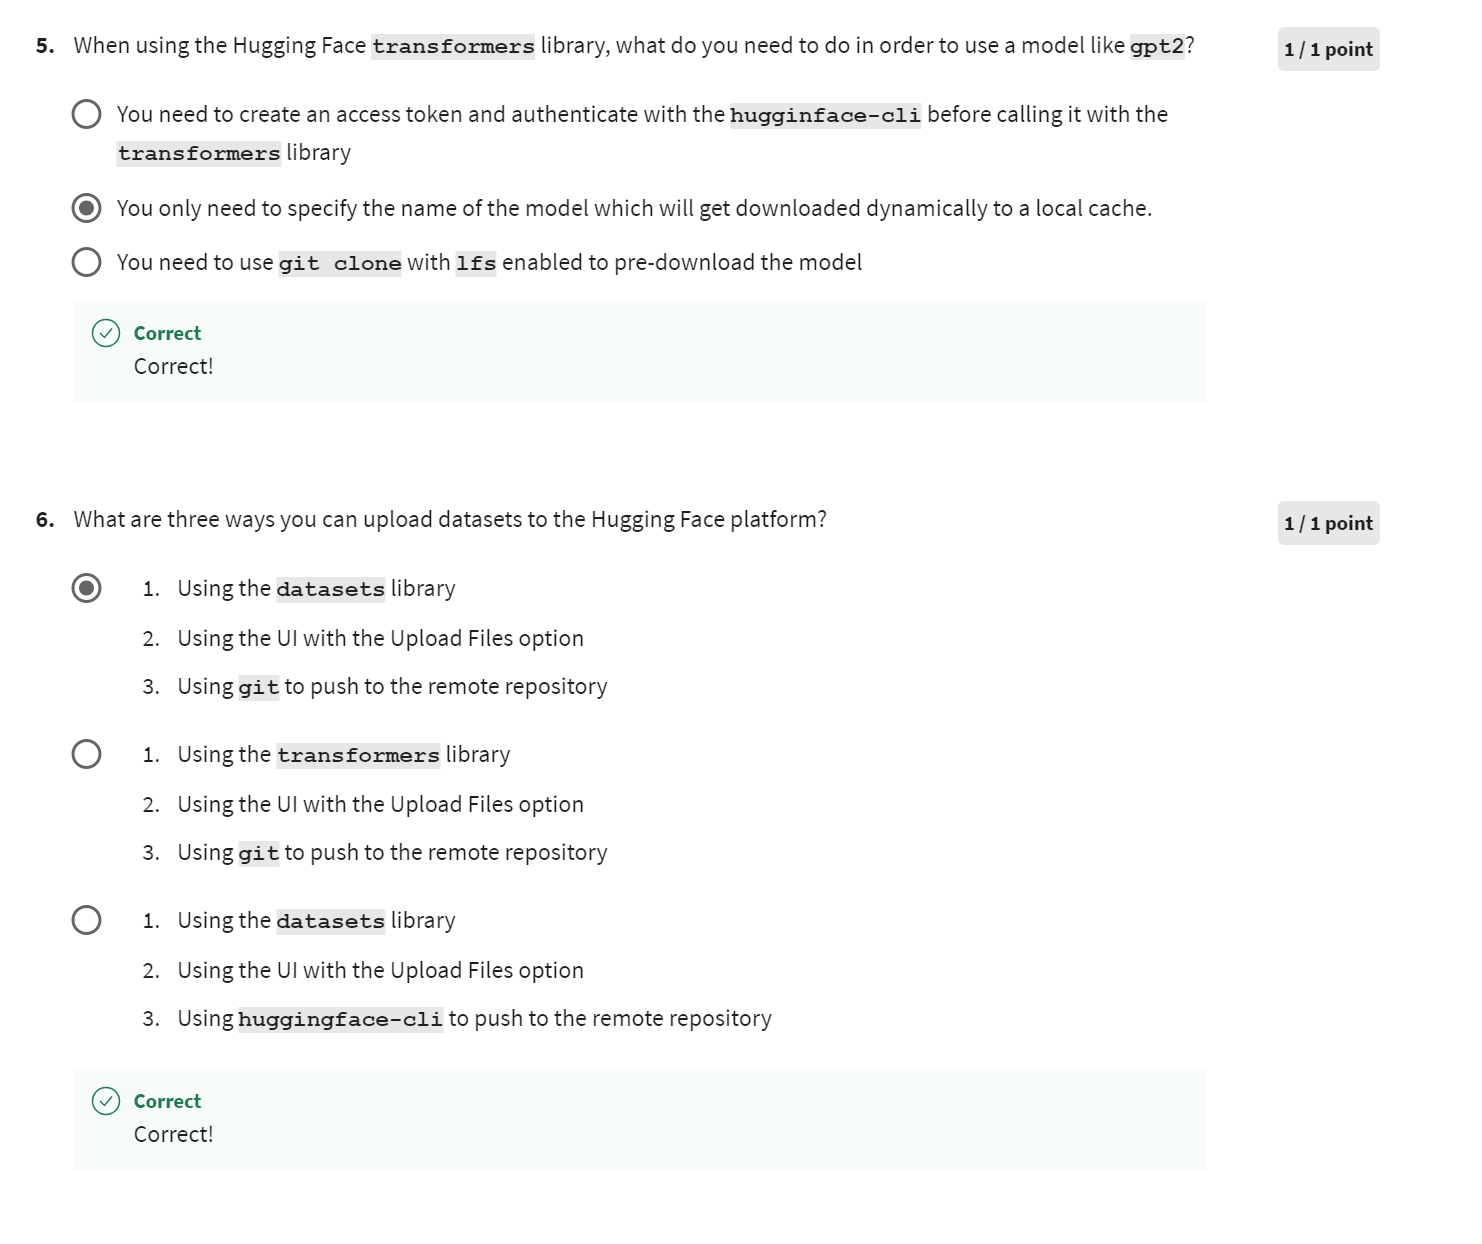 5. When using the Hugging Face transformers library, what do you need to do in order to use a model like gpt2?
1 / 1 point
You need to create an access token and authenticate with the hugginface-cli before calling it with the
transformers library
You only need to specify the name of the model which will get downloaded dynamically to a local cache.
You need to use git clone with lfs enabled to pre-download the model
Correct
Correct!
6. What are three ways you can upload datasets to the Hugging Face platform?
1 / 1 point
1. Using the datasets library
2. Using the UI with the Upload Files option
3. Using git to push to the remote repository
1. Using the transformers library
2. Using the UI with the Upload Files option
3. Using git to push to the remote repository
1. Using the datasets library
2. Using the UI with the Upload Files option
3. Using huggingface-cli to push to the remote repository
Correct
Correct!